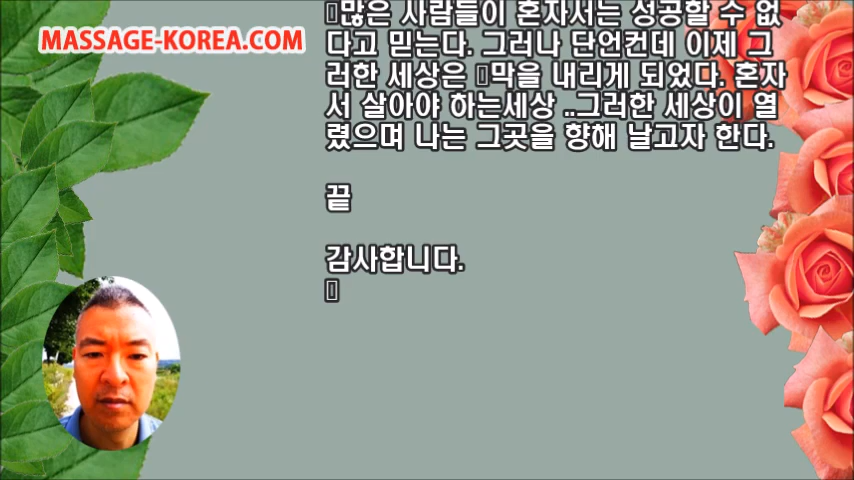 MASSAGE-KOREA.COM
많은 사람들이 혼자서는 성공할 수 없
다고 믿는다. 그러나 단언컨데 이제 그
러한 세상은 막을 내리게 되었다. 혼자
서 살아야 하는세상 ..그러한 세상이 열
렸으며 나는 그곳을 향해 날고자 한다.
끝
감사합니다.